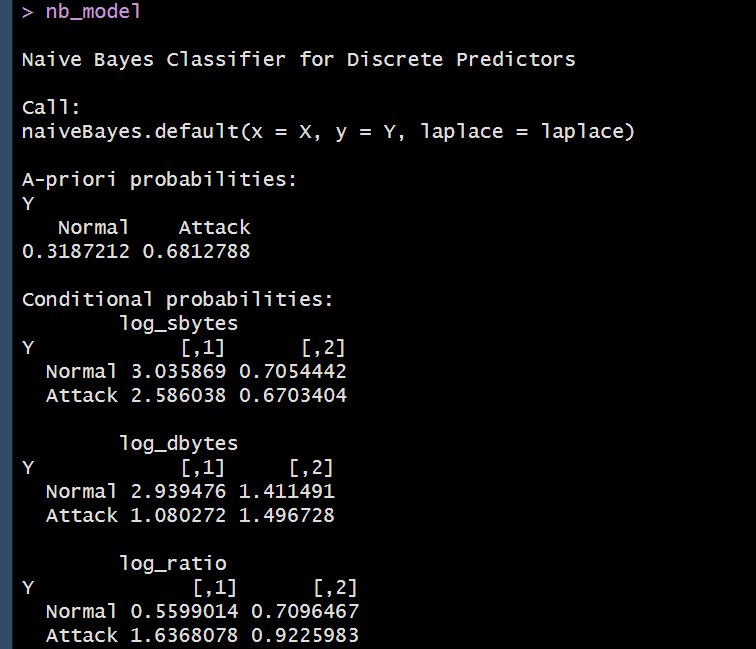 > nb_model
Naive Bayes Classifier for Discrete Predictors
Call:
naiveBayes.default(x = X, y = Y, laplace = laplace)
A-priori probabilities:
Y
Normal Attack
0.3187212 0.6812788
Conditional probabilities:
log_sbytes
Y [,1] [,2]
Normal 3.035869 0.7054442
Attack 2.586038 0.6703404
log_dbytes
Y [,1] [,2]
Normal 2.939476 1.411491
Attack 1.080272 1.496728
log_ratio
Y [,1] [,2]
Normal 0.5599014 0.7096467
Attack 1.6368078 0.9225983